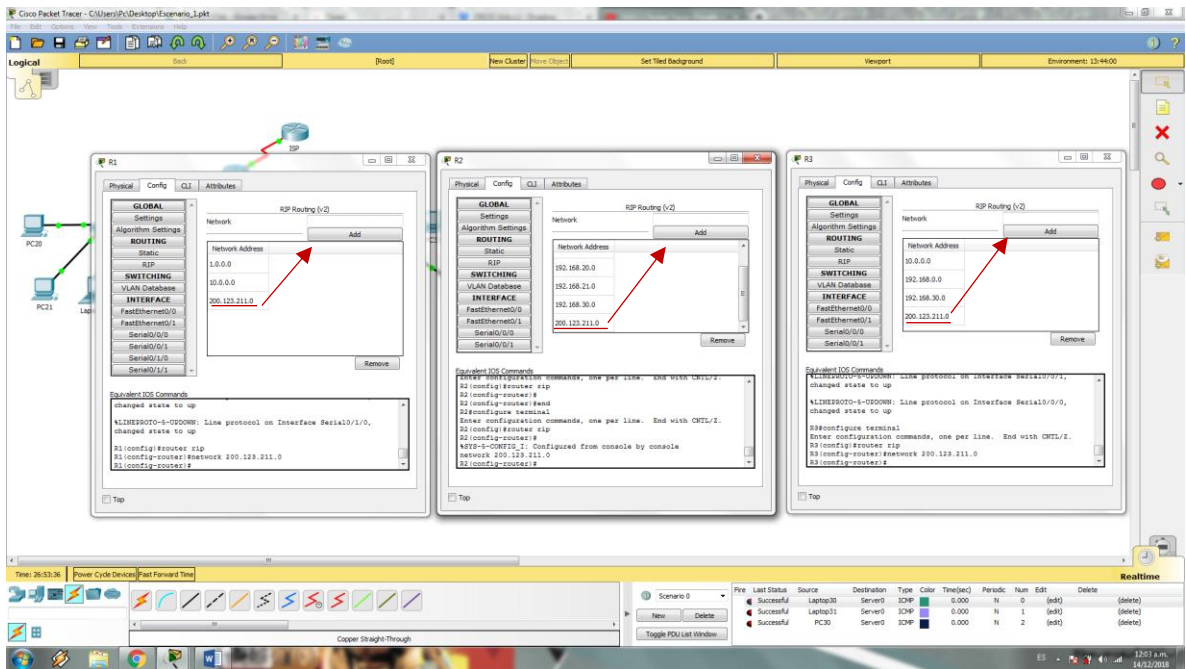 Cisco Packet Tracer - C:\Users\Pc\Desktop\Escenario_1.pkt
File Edit Options View Tools Extensions Help
Logical Back [Root] New Cluster Move Object Set Tiled Background Viewport Environment: 13:44:00
ISP
PC20
PC21
R1
Physical Config CLI Attributes
GLOBAL
Settings
Algorithm Settings
ROUTING
Static
RIP
SWITCHING
VLAN Database
INTERFACE
FastEthernet0/0
FastEthernet0/1
Serial0/0/0
Serial0/0/1
Serial0/1/0
Serial0/1/1
RIP Routing (v2)
Network
Add
Network Address
1.0.0.0
10.0.0.0
200.123.211.0
Remove
Equivalent IOS Commands
changed state to up
%LINEPROTO-5-UPDOWN: Line protocol on Interface Serial0/1/0,
changed state to up
R1(config)#router rip
R1(config-router)#network 200.123.211.0
R1(config-router)#
Top
R2
Physical Config CLI Attributes
GLOBAL
Settings
Algorithm Settings
ROUTING
Static
RIP
SWITCHING
VLAN Database
INTERFACE
FastEthernet0/0
FastEthernet0/1
Serial0/0/0
Serial0/0/1
RIP Routing (v2)
Network
Add
Network Address
192.168.20.0
192.168.21.0
192.168.30.0
200.123.211.0
Remove
Equivalent IOS Commands
Enter configuration commands, one per line. End with CNTL/Z.
R2(config)#router rip
R2(config-router)#
R2(config-router)#end
R2#configure terminal
Enter configuration commands, one per line. End with CNTL/Z.
R2(config)#router rip
R2(config-router)#
%SYS-5-CONFIG_I: Configured from console by console
network 200.123.211.0
R2(config-router)#
Top
R3
Physical Config CLI Attributes
GLOBAL
Settings
Algorithm Settings
ROUTING
Static
RIP
SWITCHING
VLAN Database
INTERFACE
FastEthernet0/0
FastEthernet0/1
Serial0/0/0
Serial0/0/1
RIP Routing (v2)
Network
Add
Network Address
10.0.0.0
192.168.0.0
192.168.30.0
200.123.211.0
Remove
Equivalent IOS Commands
%LINEPROTO-5-UPDOWN: Line protocol on Interface Serial0/0/1,
changed state to up
%LINEPROTO-5-UPDOWN: Line protocol on Interface Serial0/0/0,
changed state to up
R3#configure terminal
Enter configuration commands, one per line. End with CNTL/Z.
R3(config)#router rip
R3(config-router)#network 200.123.211.0
R3(config-router)#
Top
Time: 26:53:36 Power Cycle Devices Fast Forward Time
Realtime
Scenario 0
New Delete
Toggle PDU List Window
Copper Straight-Through
Fire Last Status Source Destination Type Color Time(sec) Periodic Num Edit Delete
Successful Laptop30 Server0 ICMP 0.000 N 0 (edit) (delete)
Successful Laptop31 Server0 ICMP 0.000 N 1 (edit) (delete)
Successful PC30 Server0 ICMP 0.000 N 2 (edit) (delete)
ES
12:03 a.m.
14/12/2018